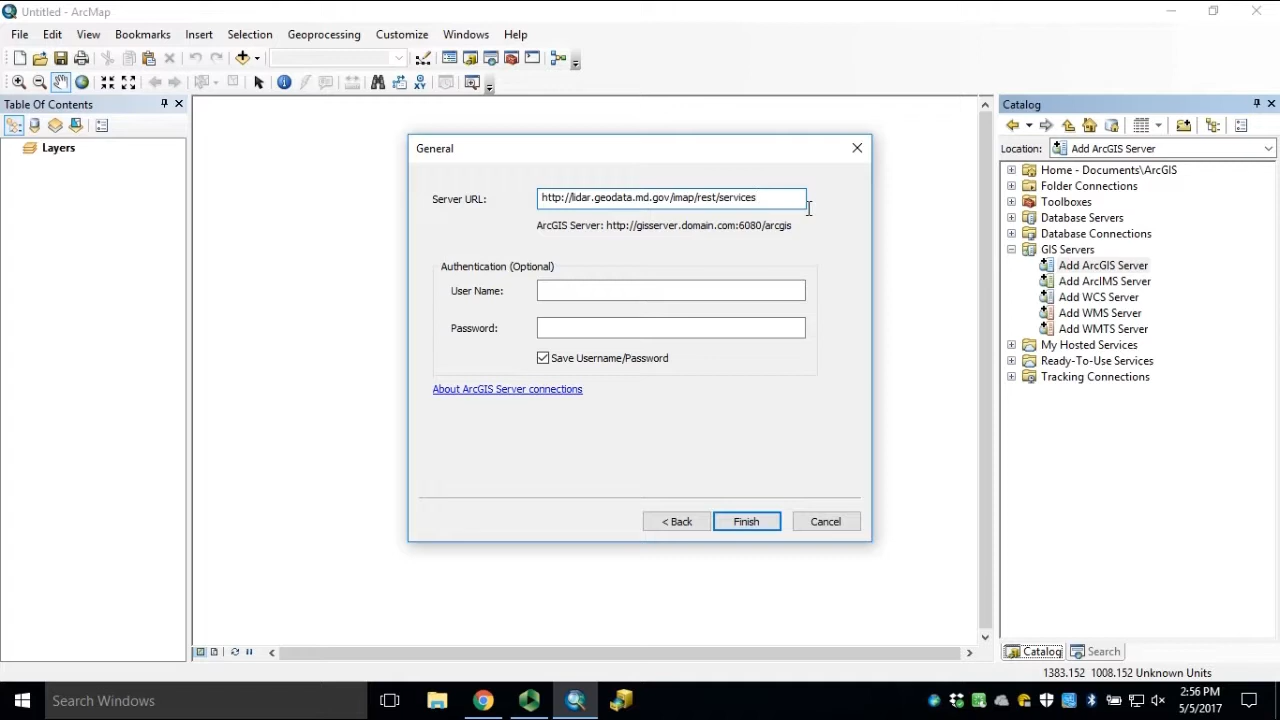 Untitled - ArcMap
File Edit View Bookmarks Insert Selection Geoprocessing Customize Windows Help
Table Of Contents
Layers
General
Server URL: http://lidar.geodata.md.gov/imap/rest/services
ArcGIS Server: http://gisserver.domain.com:6080/arcgis
Authentication (Optional)
User Name:
Password:
Save Username/Password
About ArcGIS Server connections
< Back Finish Cancel
Catalog
Location: Add ArcGIS Server
Home - Documents\ArcGIS
Folder Connections
Toolboxes
Database Servers
Database Connections
GIS Servers
Add ArcGIS Server
Add ArcIMS Server
Add WCS Server
Add WMS Server
Add WMTS Server
My Hosted Services
Ready-To-Use Services
Tracking Connections
Catalog Search
1383.152 1008.152 Unknown Units
Search Windows
2:56 PM
5/5/2017